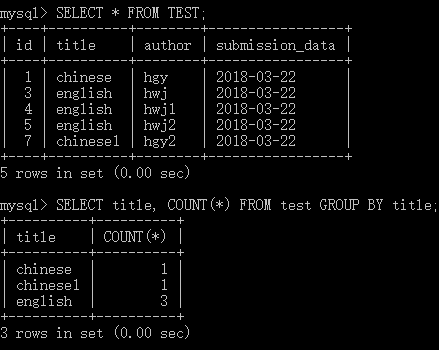 mysql> SELECT * FROM TEST;
+----+----------+--------+-----------------+
| id | title    | author | submission_data |
+----+----------+--------+-----------------+
|  1 | chinese  | hgy    | 2018-03-22      |
|  3 | english  | hwj    | 2018-03-22      |
|  4 | english  | hwj1   | 2018-03-22      |
|  5 | english  | hwj2   | 2018-03-22      |
|  7 | chinese1 | hgy2   | 2018-03-22      |
+----+----------+--------+-----------------+
5 rows in set (0.00 sec)
mysql> SELECT title, COUNT(*) FROM test GROUP BY title;
+----------+----------+
| title    | COUNT(*) |
+----------+----------+
| chinese  |        1 |
| chinese1 |        1 |
| english  |        3 |
+----------+----------+
3 rows in set (0.00 sec)